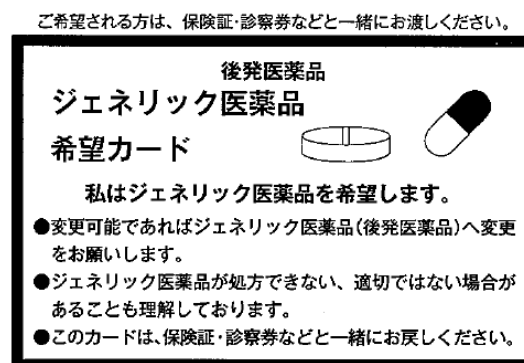 ご希望される方は、保険証・診察券などと一緒にお渡しください。
後発医薬品
ジェネリック医薬品
希望カード
私はジェネリック医薬品を希望します。
●変更可能であればジェネリック医薬品(後発医薬品)へ変更
をお願いします。
●ジェネリック医薬品が処方できない、適切ではない場合が
あることも理解しております。
●このカードは、保険証・診察券などと一緒にお戻しください。